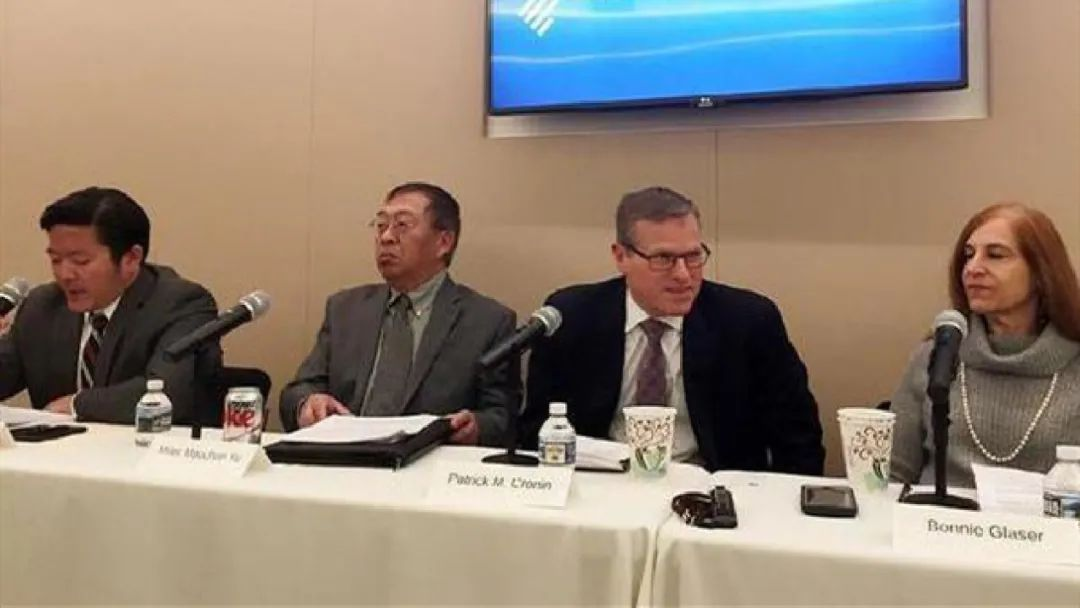 Miles Maochun Yu
Patrick M. Cronin
Bonnie Glaser